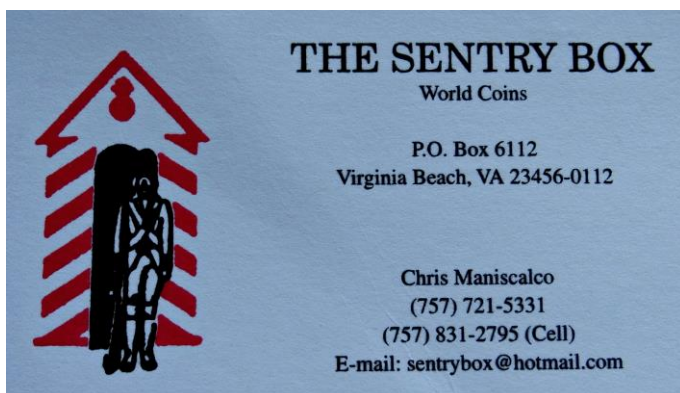 THE SENTRY BOX
World Coins
P.O. Box 6112
Virginia Beach, VA 23456-0112
Chris Maniscalco
(757) 721-5331
(757) 831-2795 (Cell)
E-mail: sentrybox@hotmail.com